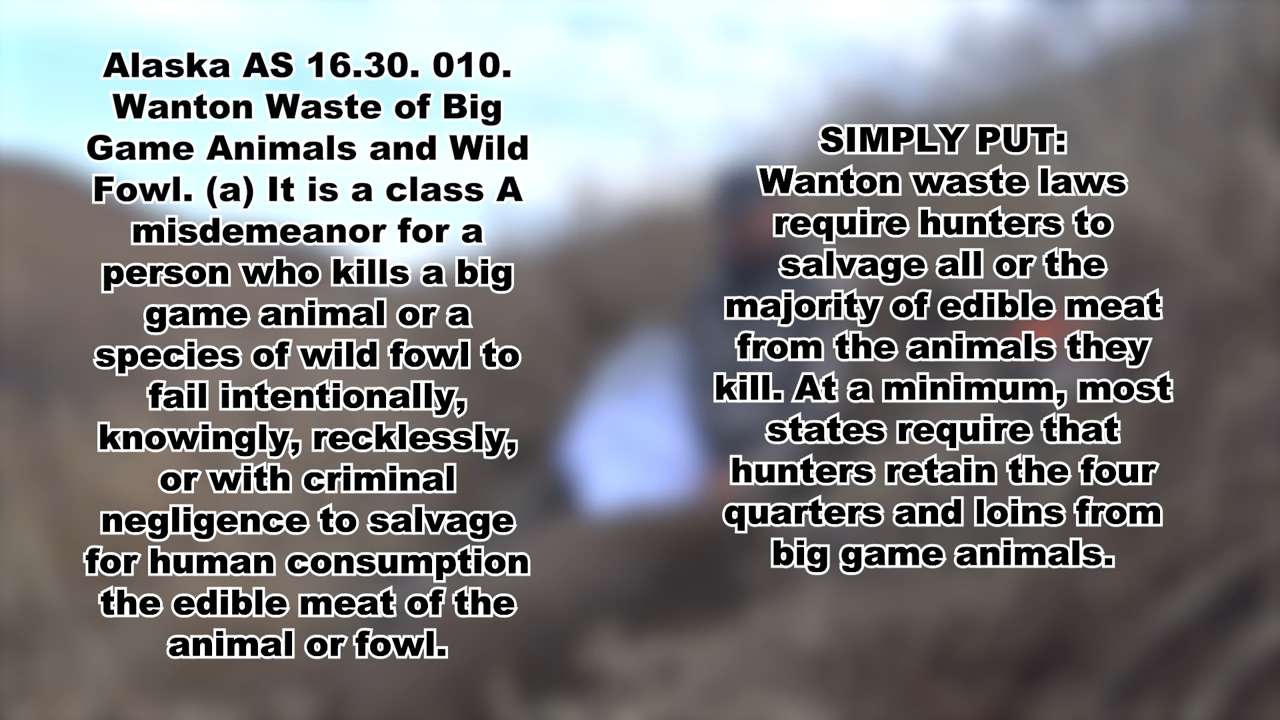 Alaska AS 16.30. 010.
Wanton Waste of Big
Game Animals and Wild
Fowl. (a) It is a class A
misdemeanor for a
person who kills a big
game animal or a
species of wild fowl to
fail intentionally,
knowingly, recklessly,
or with criminal
negligence to salvage
for human consumption
the edible meat of the
animal or fowl.
SIMPLY PUT:
Wanton waste laws
require hunters to
salvage all or the
majority of edible meat
from the animals they
kill. At a minimum, most
states require that
hunters retain the four
quarters and loins from
big game animals.